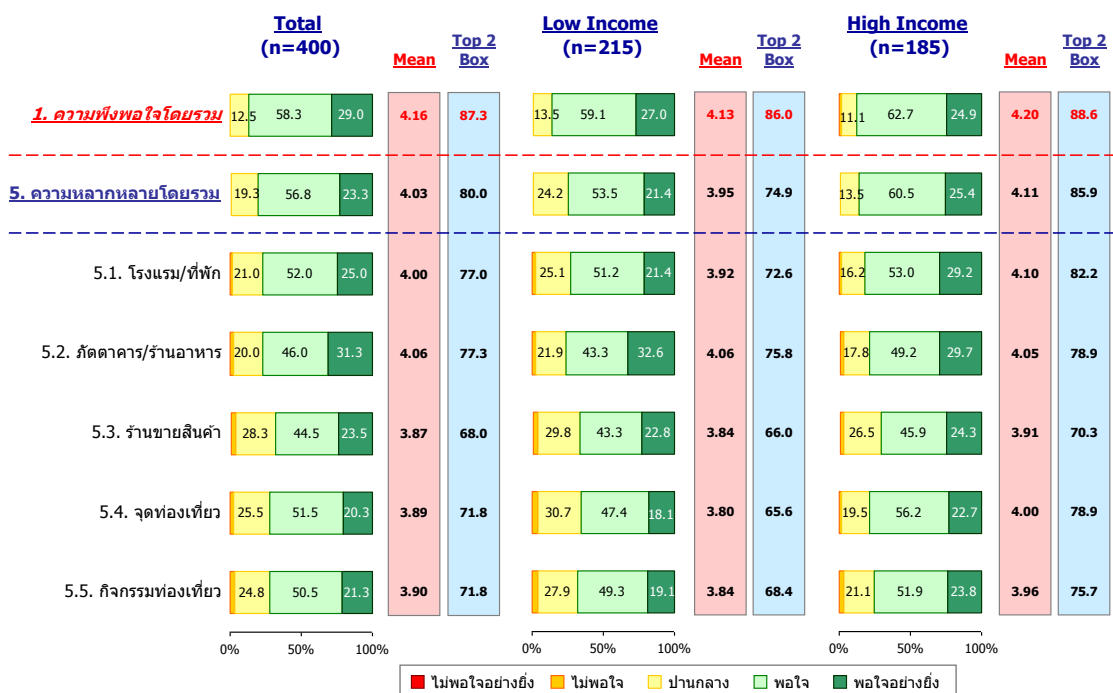 Total
(n=400)
Mean
Top 2
Box
Low Income
(n=215)
Mean
Top 2
Box
High Income
(n=185)
Mean
Top 2
Box
1. ความพึงพอใจโดยรวม 12.5 58.3 29.0 4.16 87.3 13.5 59.1 27.0 4.13 86.0 11.1 62.7 24.9 4.20 88.6
5. ความหลากหลายโดยรวม 19.3 56.8 23.3 4.03 80.0 24.2 53.5 21.4 3.95 74.9 13.5 60.5 25.4 4.11 85.9
5.1. โรงแรม/ที่พัก 21.0 52.0 25.0 4.00 77.0 25.1 51.2 21.4 3.92 72.6 16.2 53.0 29.2 4.10 82.2
5.2. ภัตตาคาร/ร้านอาหาร 20.0 46.0 31.3 4.06 77.3 21.9 43.3 32.6 4.06 75.8 17.8 49.2 29.7 4.05 78.9
5.3. ร้านขายสินค้า 28.3 44.5 23.5 3.87 68.0 29.8 43.3 22.8 3.84 66.0 26.5 45.9 24.3 3.91 70.3
5.4. จุดท่องเที่ยว 25.5 51.5 20.3 3.89 71.8 30.7 47.4 18.1 3.80 65.6 19.5 56.2 22.7 4.00 78.9
5.5. กิจกรรมท่องเที่ยว 24.8 50.5 21.3 3.90 71.8 27.9 49.3 19.1 3.84 68.4 21.1 51.9 23.8 3.96 75.7
0% 50% 100% 0% 50% 100% 0% 50% 100%
ไม่พอใจอย่างยิ่ง ไม่พอใจ ปานกลาง พอใจ พอใจอย่างยิ่ง